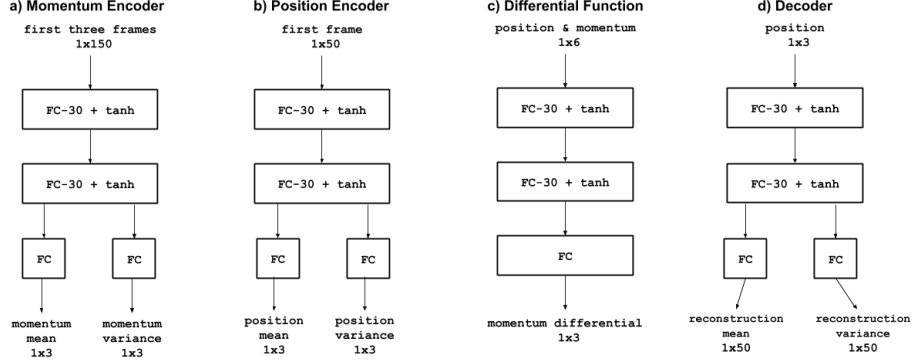 a) Momentum Encoder
first three frames
1x150
FC-30 + tanh
FC-30 + tanh
FC
FC
momentum
mean
1x3
momentum
variance
1x3
b) Position Encoder
first frame
1x50
FC-30 + tanh
FC-30 + tanh
FC
FC
position
mean
1x3
position
variance
1x3
c) Differential Function
position & momentum
1x6
FC-30 + tanh
FC-30 + tanh
FC
momentum differential
1x3
d) Decoder
position
1x3
FC-30 + tanh
FC-30 + tanh
FC
FC
reconstruction
mean
1x50
reconstruction
variance
1x50